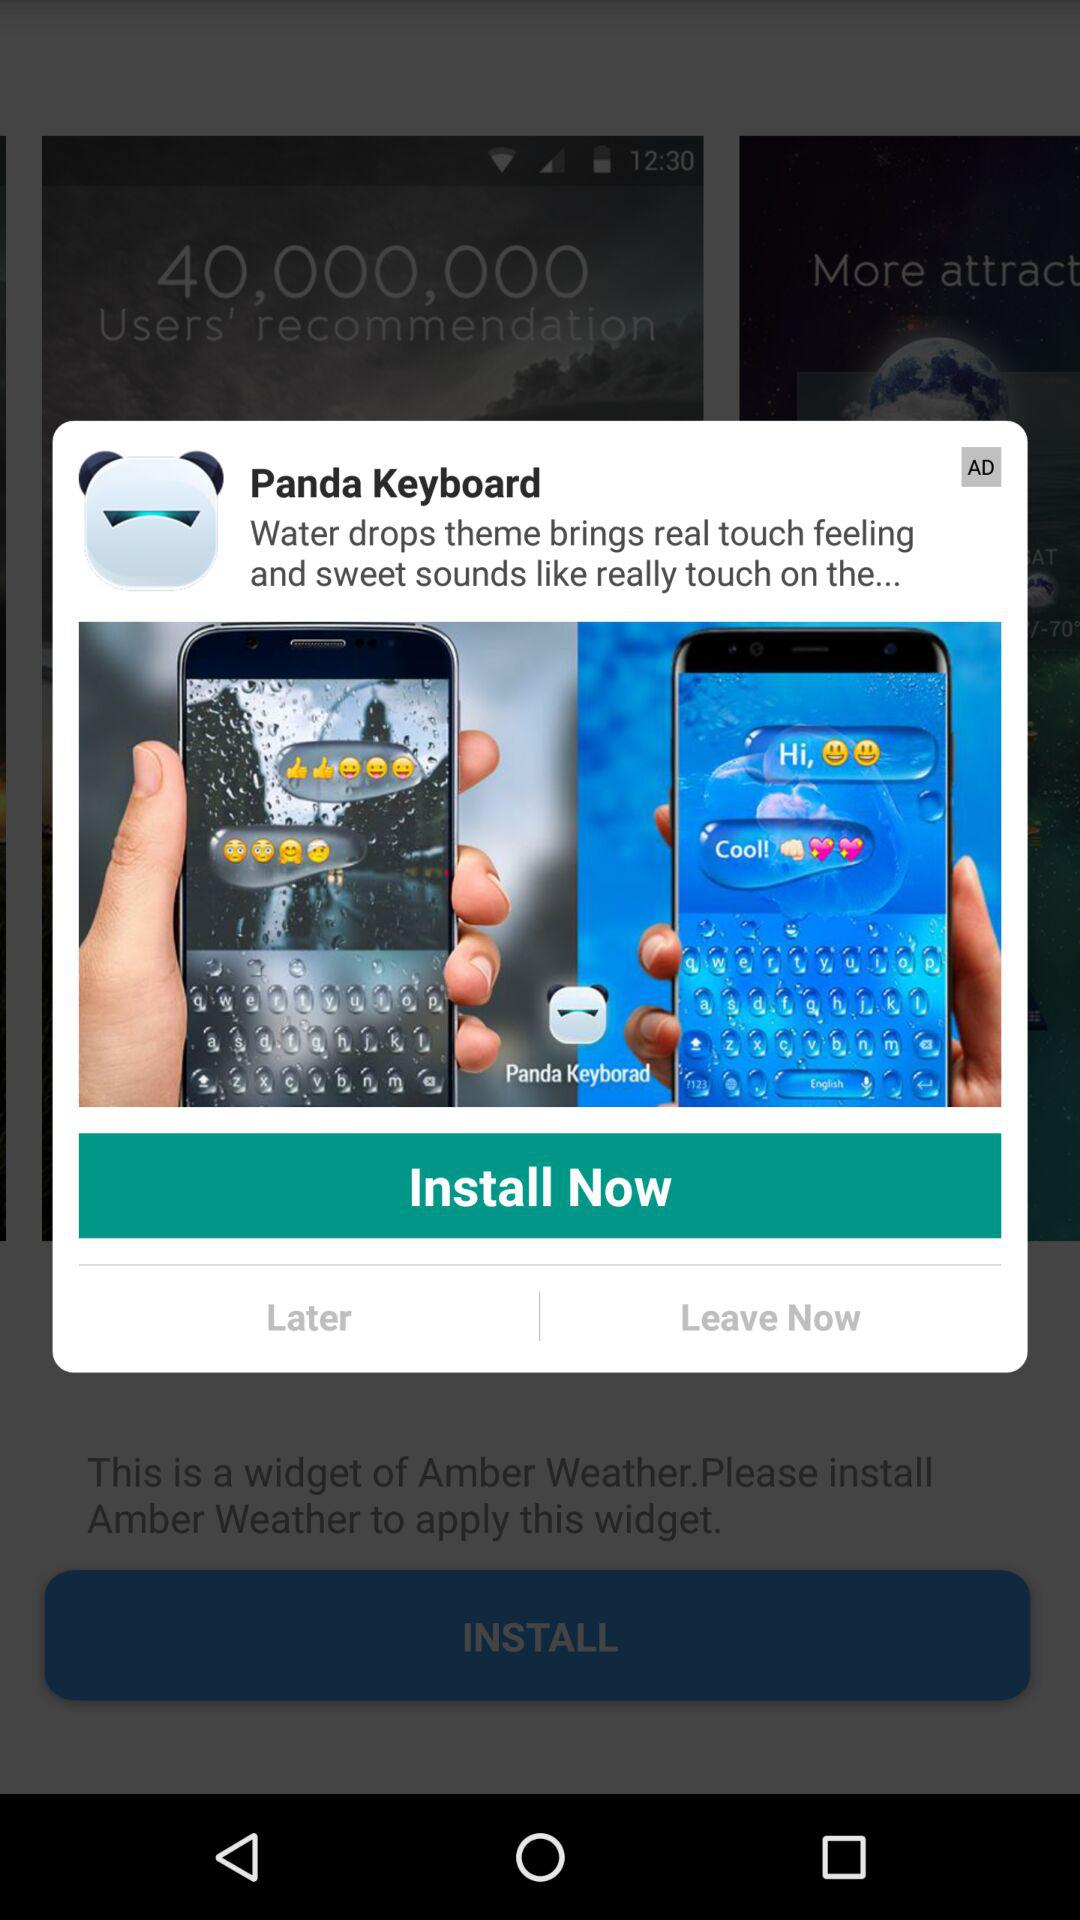 12:30
40,000,000
Users' recommendation
More attract
SAT
/-70°
Panda Keyboard
AD
Water drops theme brings real touch feeling
and sweet sounds like really touch on the...
👍👍😛😛😛
😳😳🤗🤕
q w e r t y u i o p
a s d f g h j k l
z x c v b n m
Hi, 😃😃
Cool! 👊💖💖
q w e r t y u i o p
a s d f g h j k l
z x c v b n m
?123 English
Panda Keyborad
Install Now
Later
Leave Now
This is a widget of Amber Weather.Please install
Amber Weather to apply this widget.
INSTALL